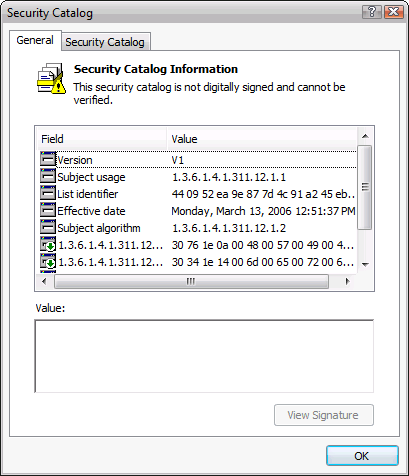 Security Catalog
General
Security Catalog
Security Catalog Information
This security catalog is not digitally signed and cannot be
verified.
Field Value
Version V1
Subject usage 1.3.6.1.4.1.311.12.1.1
List identifier 44 09 52 ea 9e 87 7d 4c 91 a2 45 eb...
Effective date Monday, March 13, 2006 12:51:37 PM
Subject algorithm 1.3.6.1.4.1.311.12.1.2
1.3.6.1.4.1.311.12... 30 76 1e 0a 00 48 00 57 00 49 00 4...
1.3.6.1.4.1.311.12... 30 34 1e 14 00 6d 00 65 00 72 00 6...
Value:
View Signature
OK